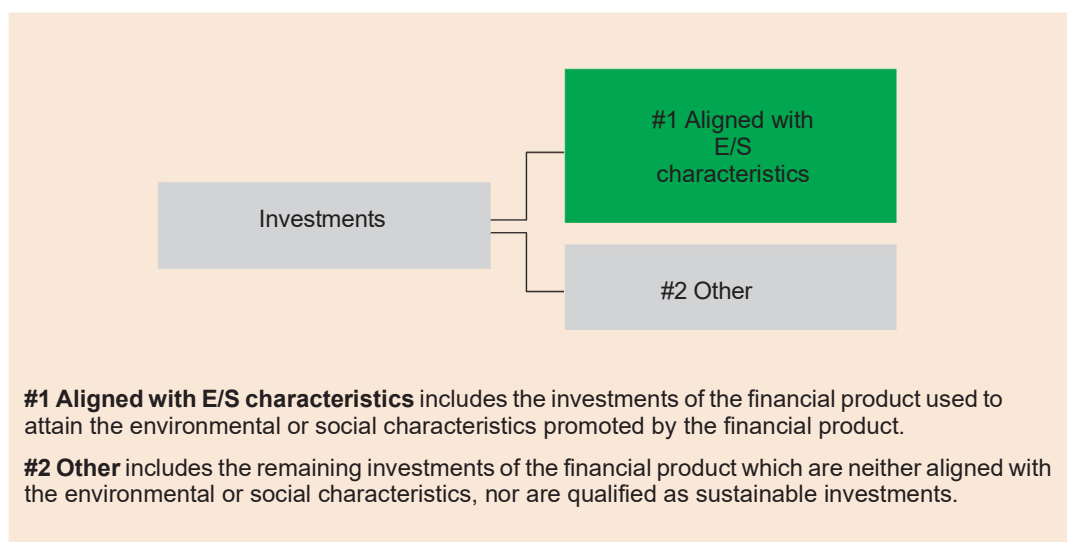 #1 Aligned with
E/S
characteristics
Investments
#2 Other
#1 Aligned with E/S characteristics includes the investments of the financial product used to
attain the environmental or social characteristics promoted by the financial product.
#2 Other includes the remaining investments of the financial product which are neither aligned with
the environmental or social characteristics, nor are qualified as sustainable investments.